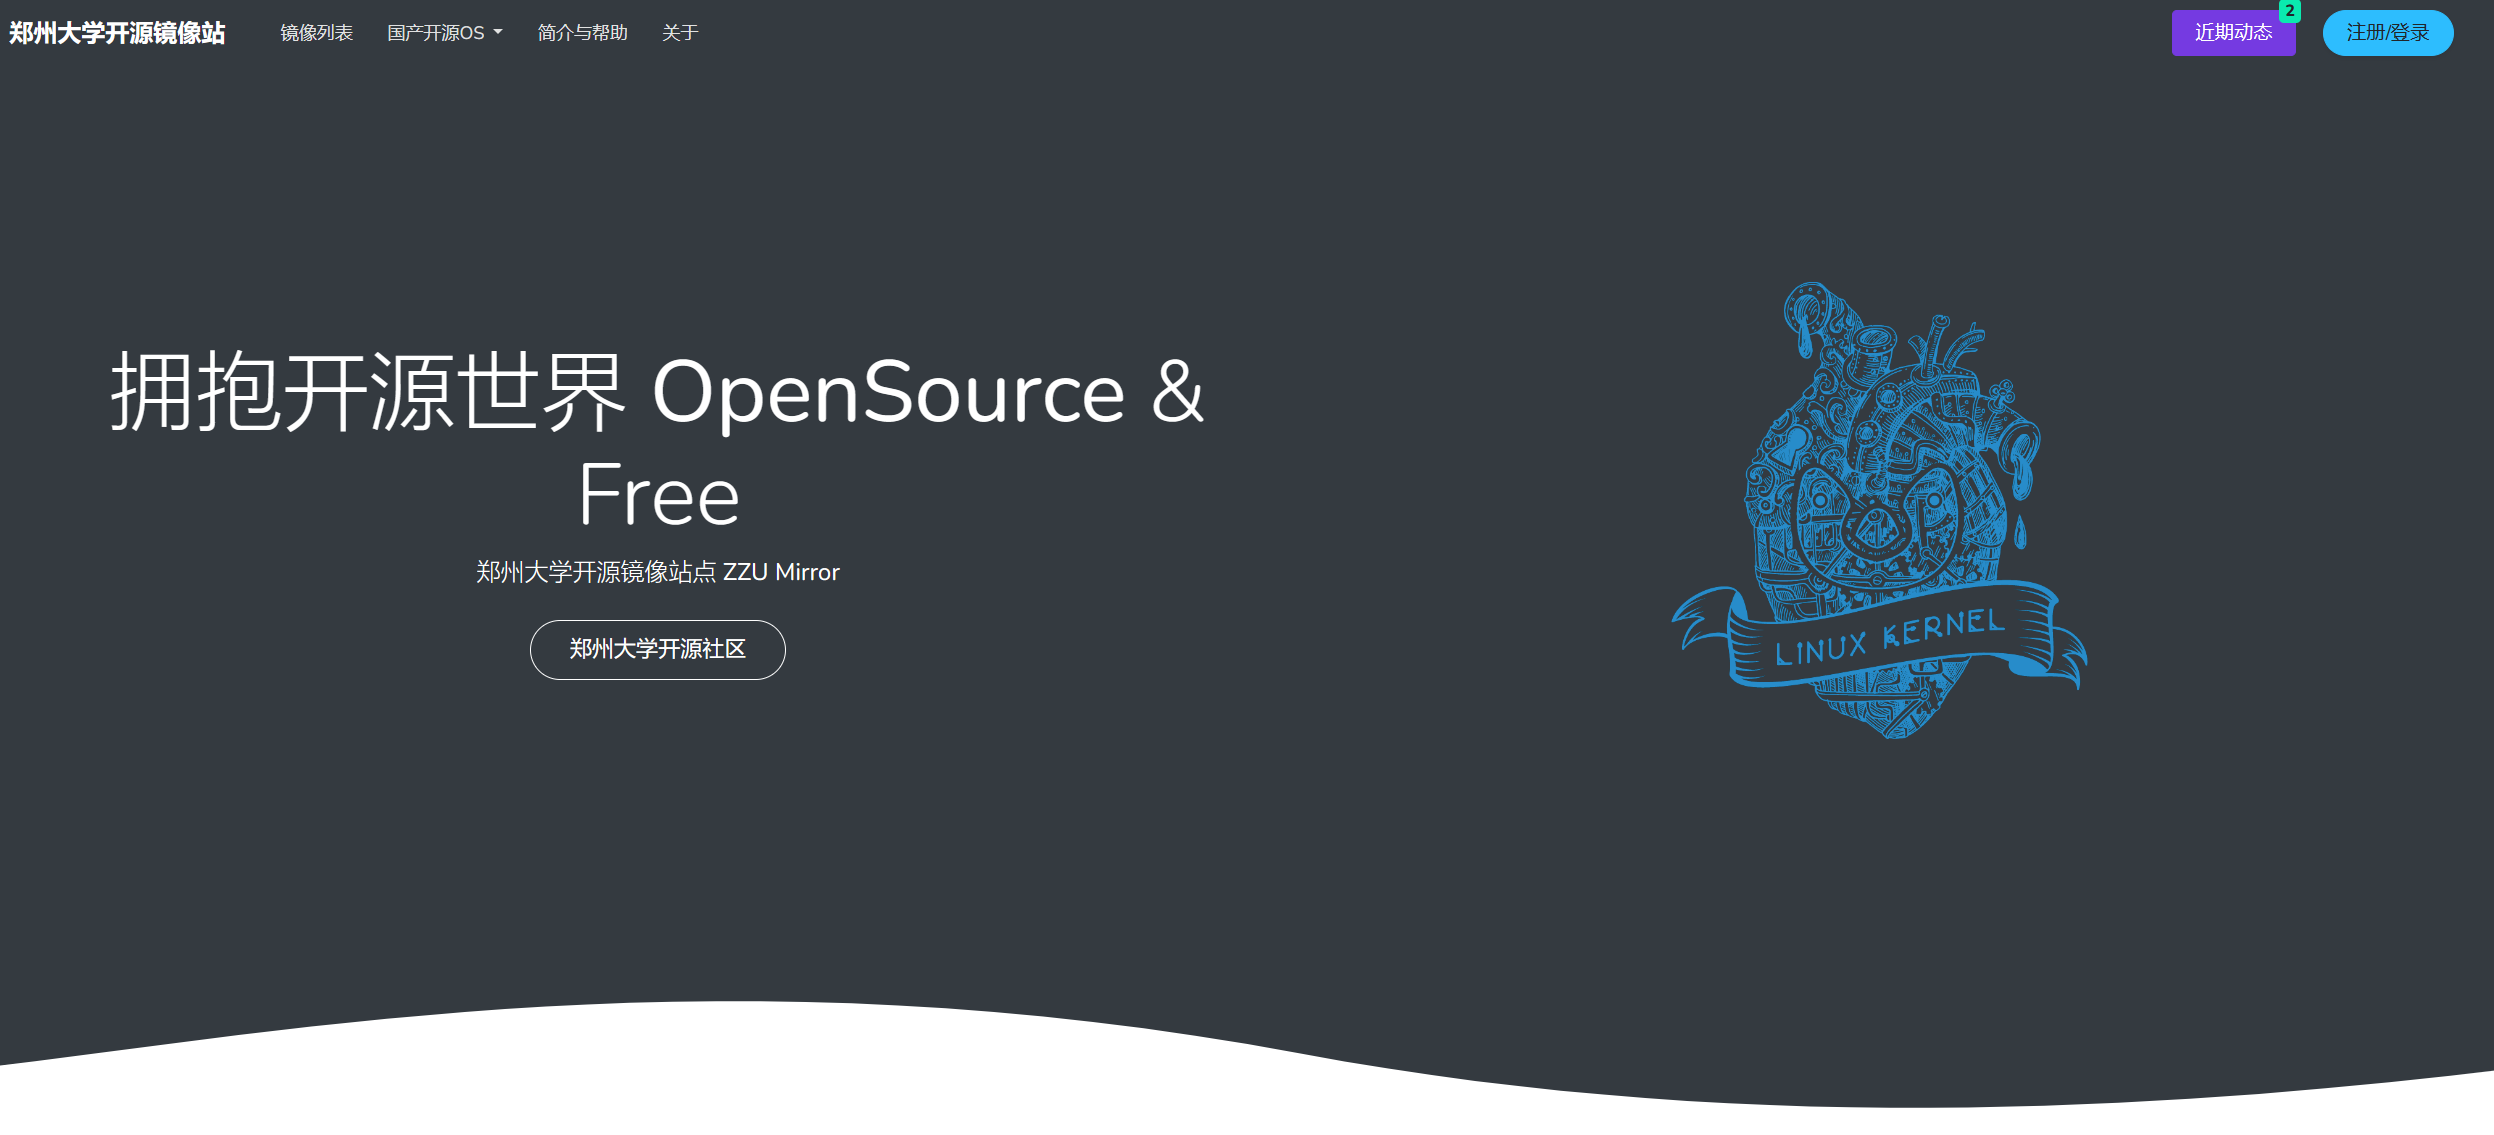 郑州大学开源镜像站
镜像列表
国产开源OS
简介与帮助
关于
近期动态
2
注册/登录
拥抱开源世界 OpenSource &
Free
郑州大学开源镜像站点 ZZU Mirror
郑州大学开源社区
LINUX KERNEL